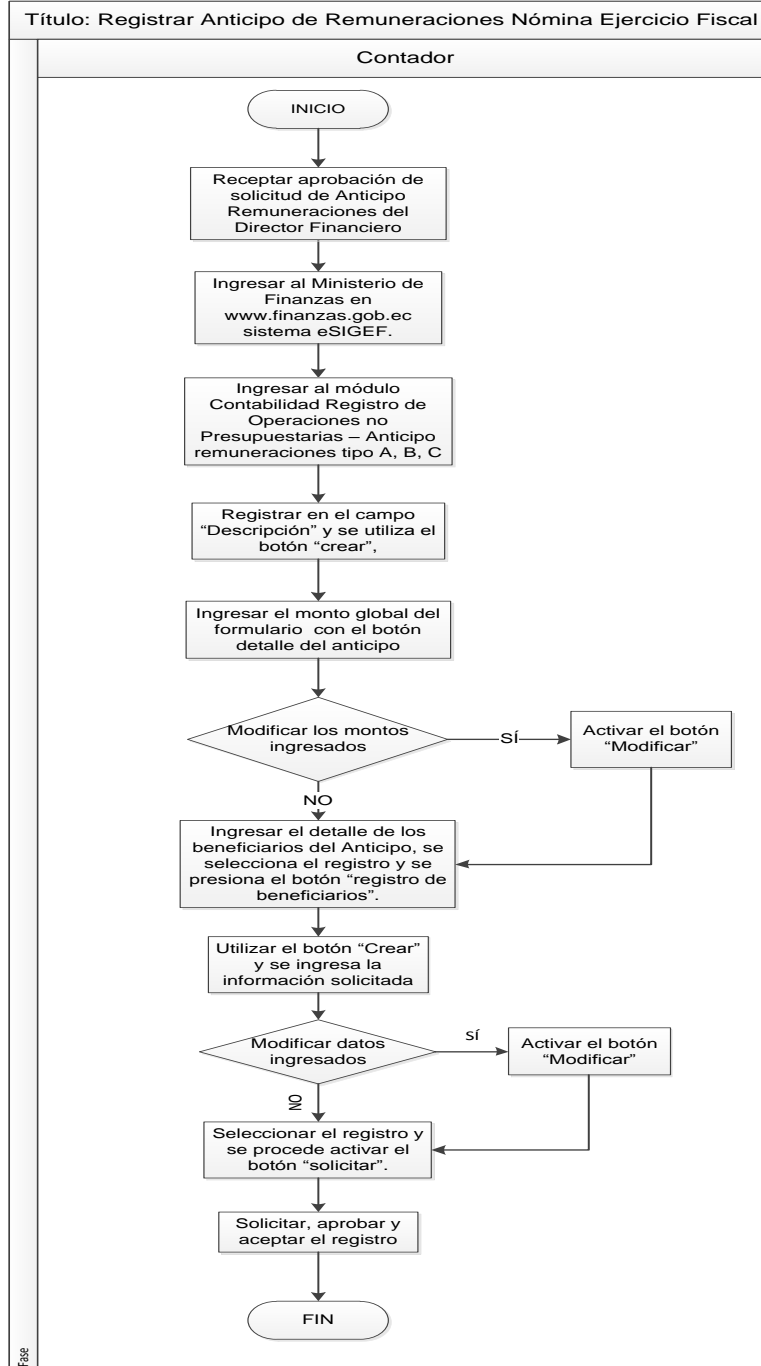 Título: Registrar Anticipo de Remuneraciones Nómina Ejercicio Fiscal
Contador
INICIO
Receptar aprobación de
solicitud de Anticipo
Remuneraciones del
Director Financiero
Ingresar al Ministerio de
Finanzas en
www.finanzas.gob.ec
sistema eSIGEF.
Ingresar al módulo
Contabilidad Registro de
Operaciones no
Presupuestarias – Anticipo
remuneraciones tipo A, B, C
Registrar en el campo
“Descripción” y se utiliza el
botón “crear”,
Ingresar el monto global del
formulario con el botón
detalle del anticipo
Modificar los montos
ingresados
SÍ
Activar el botón
“Modificar”
NO
Ingresar el detalle de los
beneficiarios del Anticipo, se
selecciona el registro y se
presiona el botón “registro de
beneficiarios”.
Utilizar el botón “Crear”
y se ingresa la
información solicitada
Modificar datos
ingresados
sí
Activar el botón
“Modificar”
NO
Seleccionar el registro y
se procede activar el
botón “solicitar”.
Solicitar, aprobar y
aceptar el registro
FIN
Fase